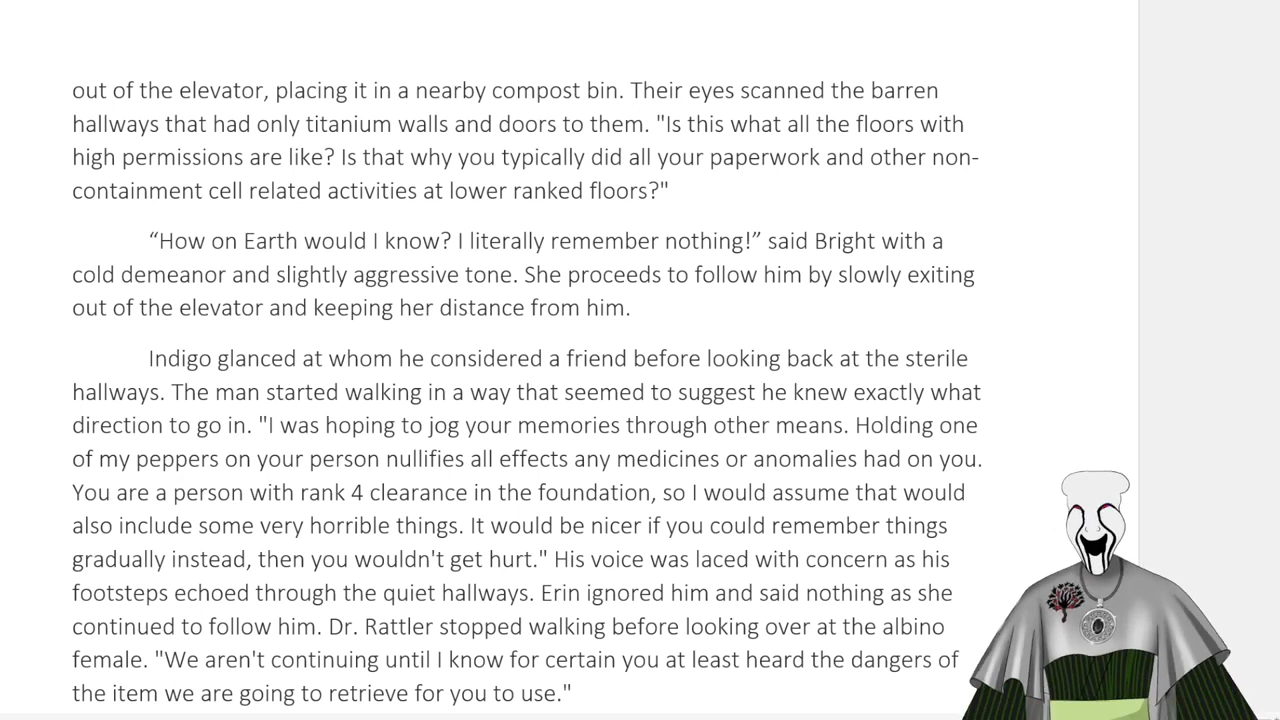 out of the elevator, placing it in a nearby compost bin. Their eyes scanned the barren
hallways that had only titanium walls and doors to them. "Is this what all the floors with
high permissions are like? Is that why you typically did all your paperwork and other non-
containment cell related activities at lower ranked floors?"
“How on Earth would I know? I literally remember nothing!” said Bright with a
cold demeanor and slightly aggressive tone. She proceeds to follow him by slowly exiting
out of the elevator and keeping her distance from him.
Indigo glanced at whom he considered a friend before looking back at the sterile
hallways. The man started walking in a way that seemed to suggest he knew exactly what
direction to go in. "I was hoping to jog your memories through other means. Holding one
of my peppers on your person nullifies all effects any medicines or anomalies had on you.
You are a person with rank 4 clearance in the foundation, so I would assume that would
also include some very horrible things. It would be nicer if you could remember things
gradually instead, then you wouldn't get hurt." His voice was laced with concern as his
footsteps echoed through the quiet hallways. Erin ignored him and said nothing as she
continued to follow him. Dr. Rattler stopped walking before looking over at the albino
female. "We aren't continuing until I know for certain you at least heard the dangers of
the item we are going to retrieve for you to use."